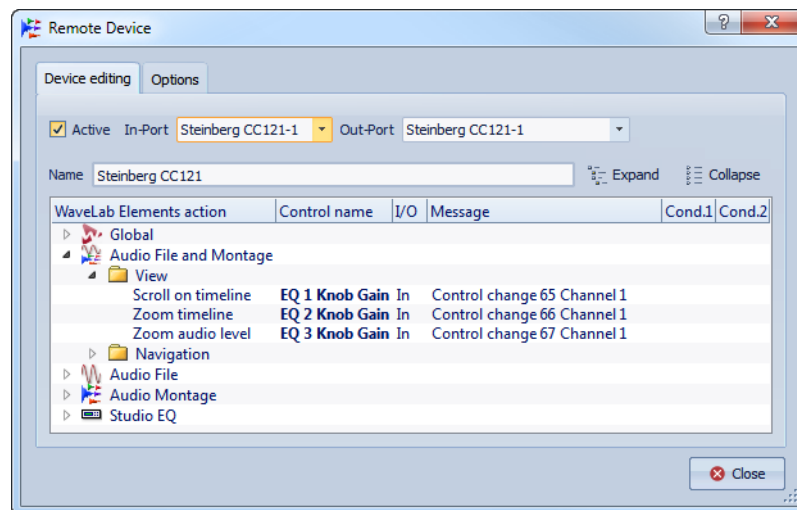 Remote Device
Device editing Options
Active In-Port Steinberg CC121-1 Out-Port Steinberg CC121-1
Name Steinberg CC121 Expand Collapse
WaveLab Elements action Control name I/O Message Cond.1 Cond.2
Global
Audio File and Montage
View
Scroll on timeline EQ 1 Knob Gain In Control change 65 Channel 1
Zoom timeline EQ 2 Knob Gain In Control change 66 Channel 1
Zoom audio level EQ 3 Knob Gain In Control change 67 Channel 1
Navigation
Audio File
Audio Montage
Studio EQ
Close